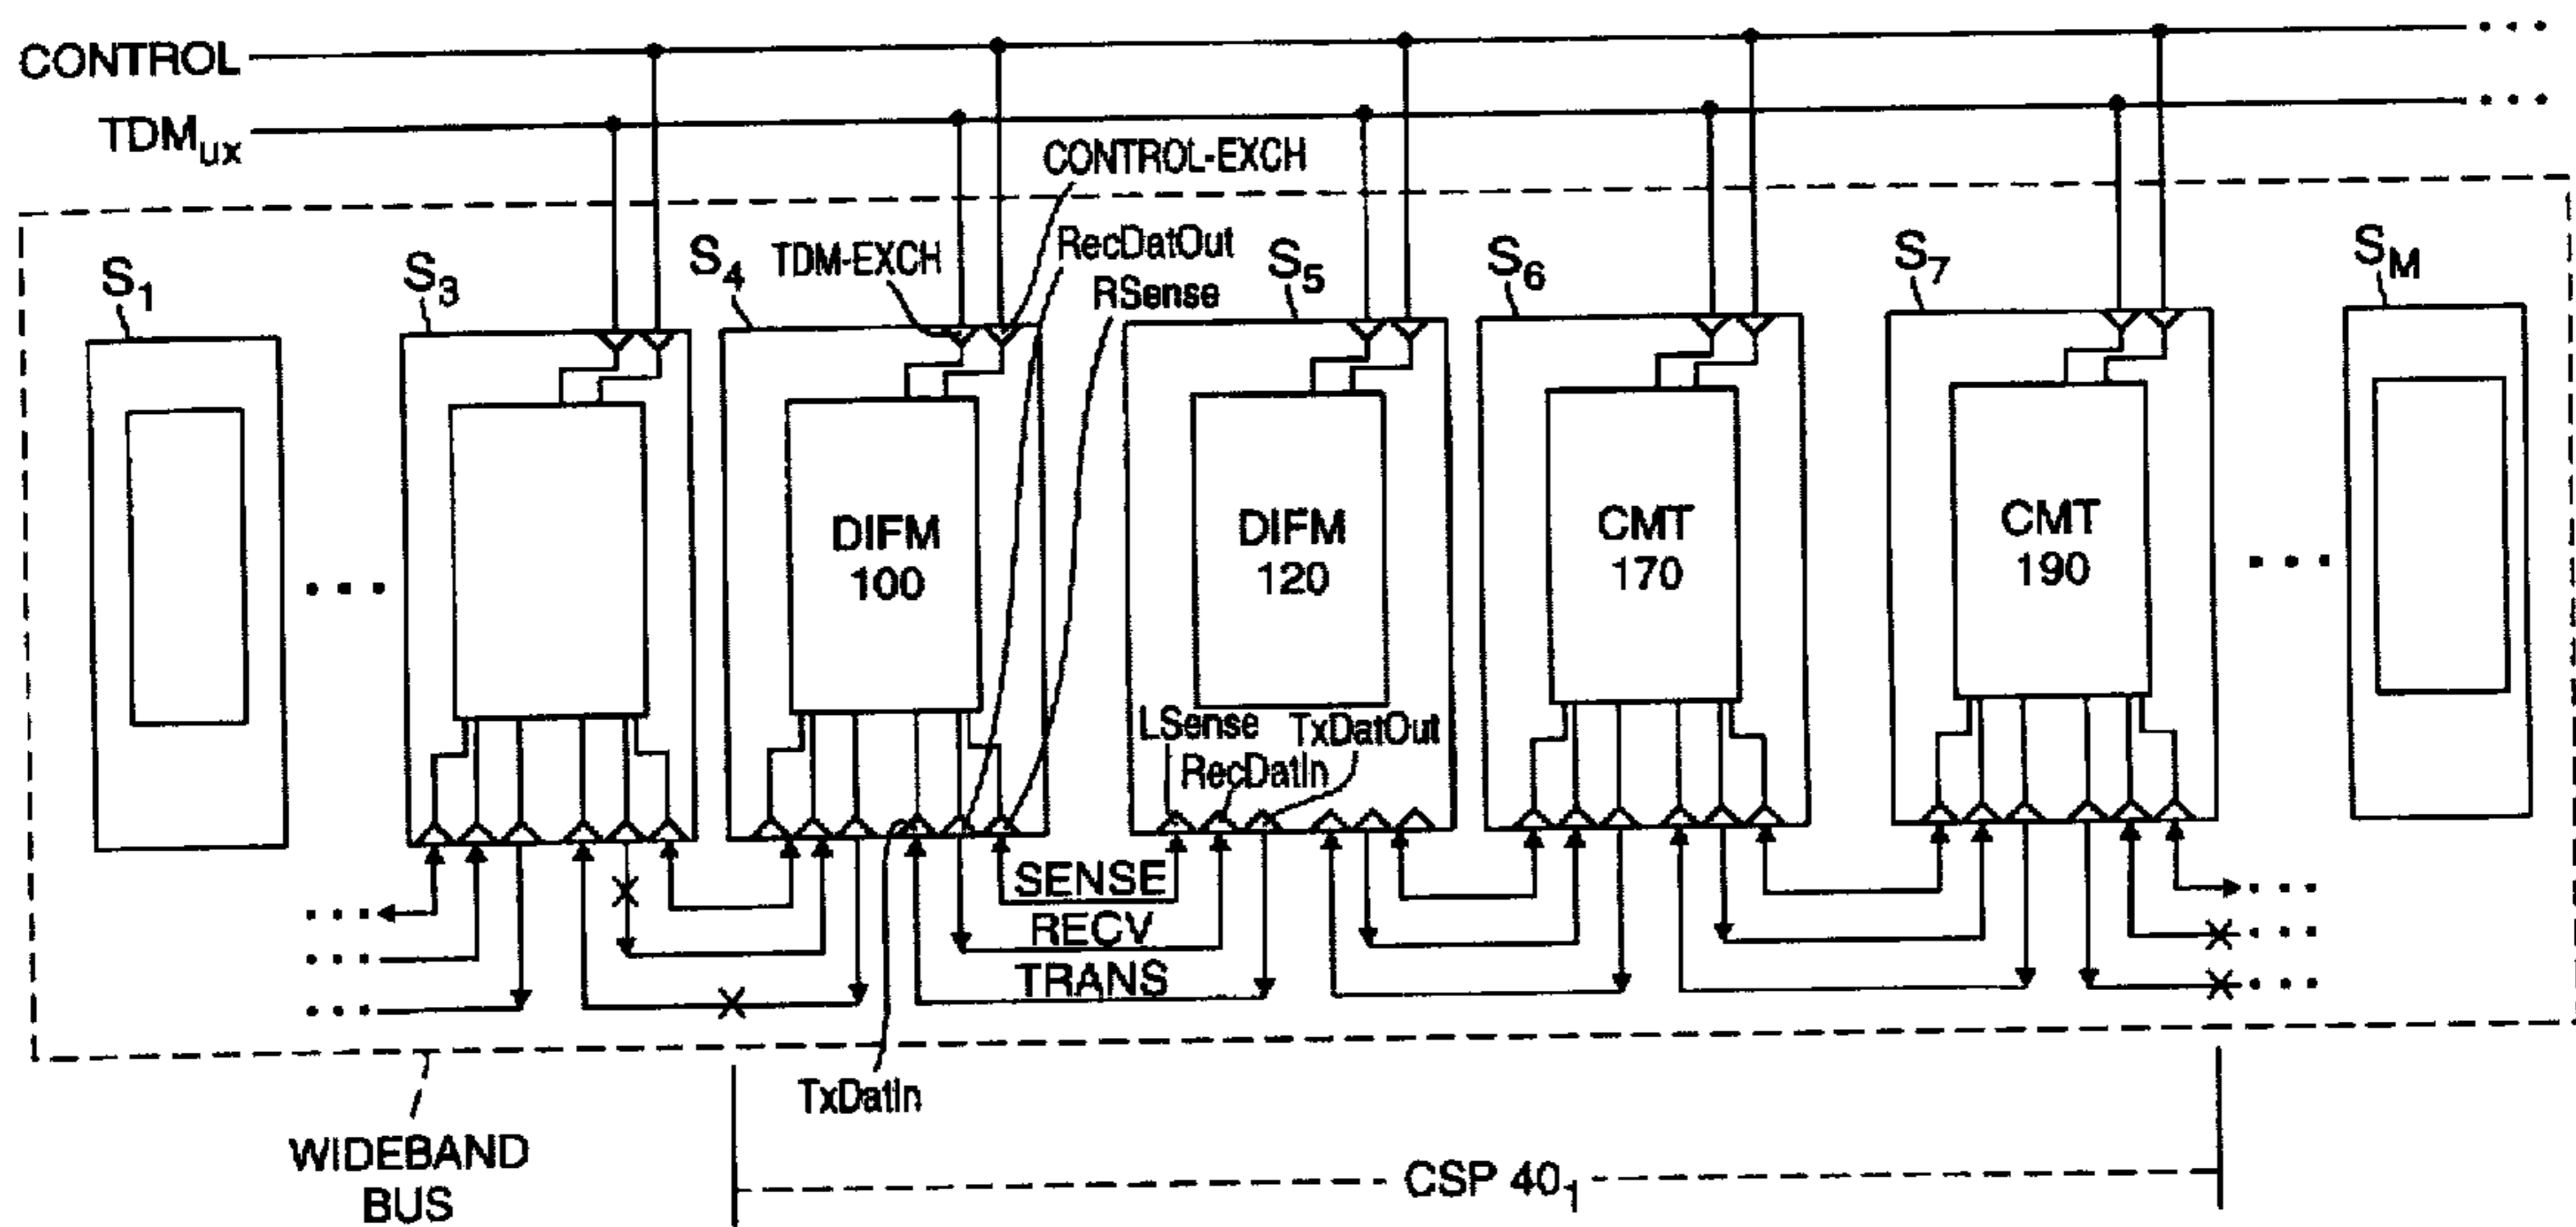 CONTROL
TDMux
CONTROL-EXCH
TDM-EXCH
RecDatOut
RSense
S1
S3
S4
S5
S6
S7
SM
DIFM
100
DIFM
120
CMT
170
CMT
190
LSense
TxDatOut
RecDatIn
SENSE
RECV
TRANS
TxDatIn
WIDEBAND
BUS
CSP 401